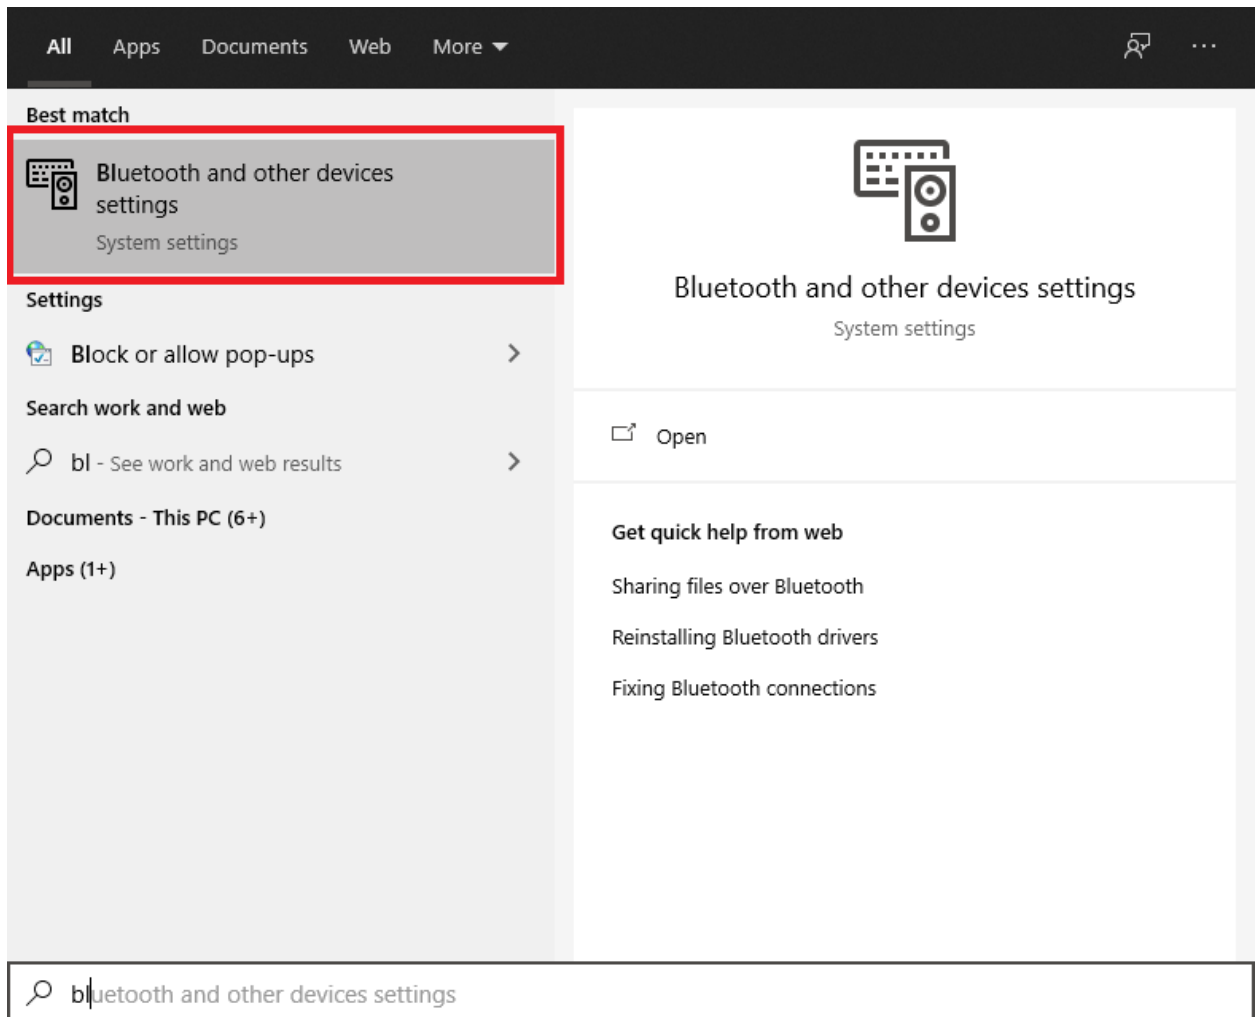 All Apps Documents Web More
Best match
Bluetooth and other devices
settings
System settings
Settings
Block or allow pop-ups
Search work and web
bl - See work and web results
Documents - This PC (6+)
Apps (1+)
Bluetooth and other devices settings
System settings
Open
Get quick help from web
Sharing files over Bluetooth
Reinstalling Bluetooth drivers
Fixing Bluetooth connections
bluetooth and other devices settings